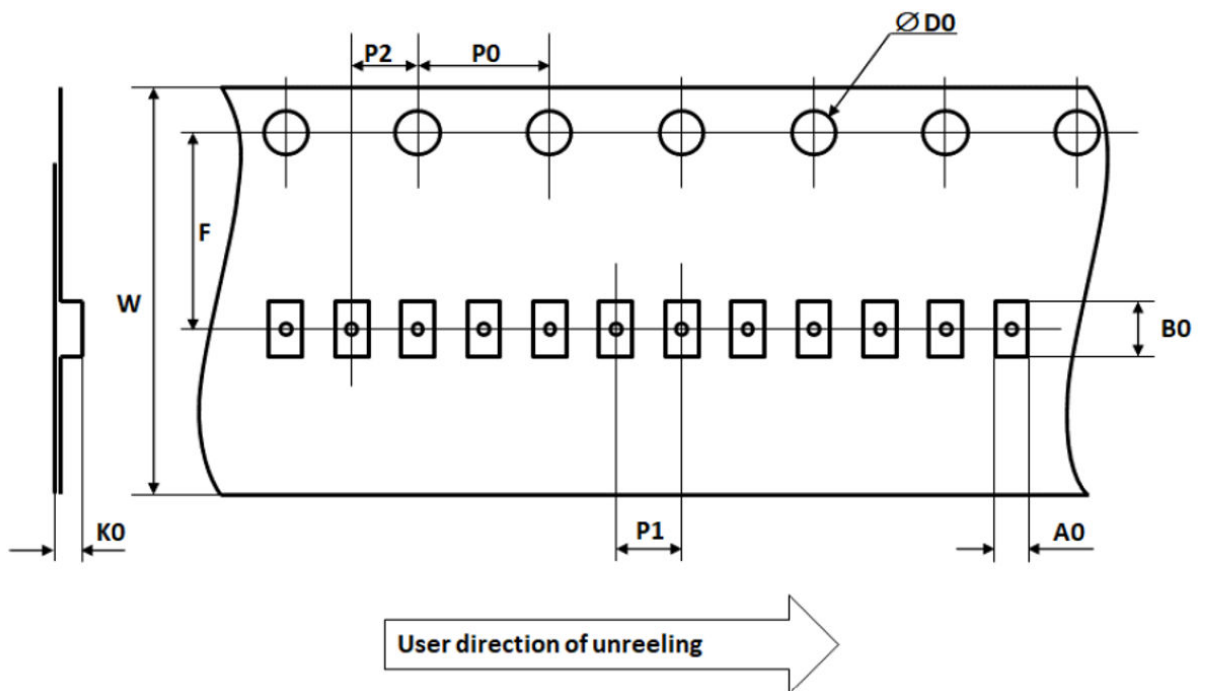 Ø D0
P2
P0
F
W
B0
K0
P1
A0
User direction of unreeling